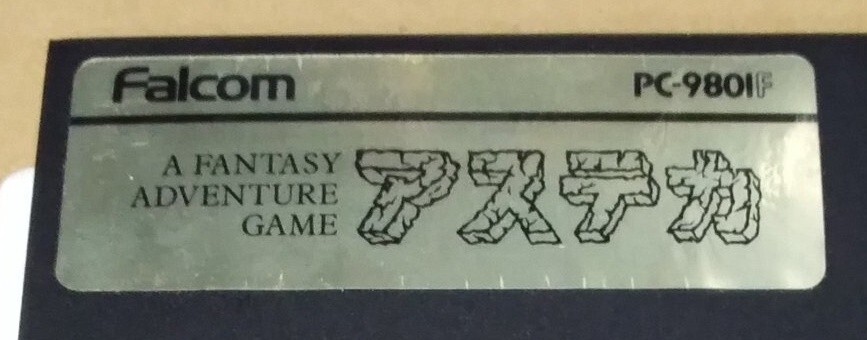 Falcom
PC-9801F
A FANTASY
ADVENTURE
GAME
アステカ